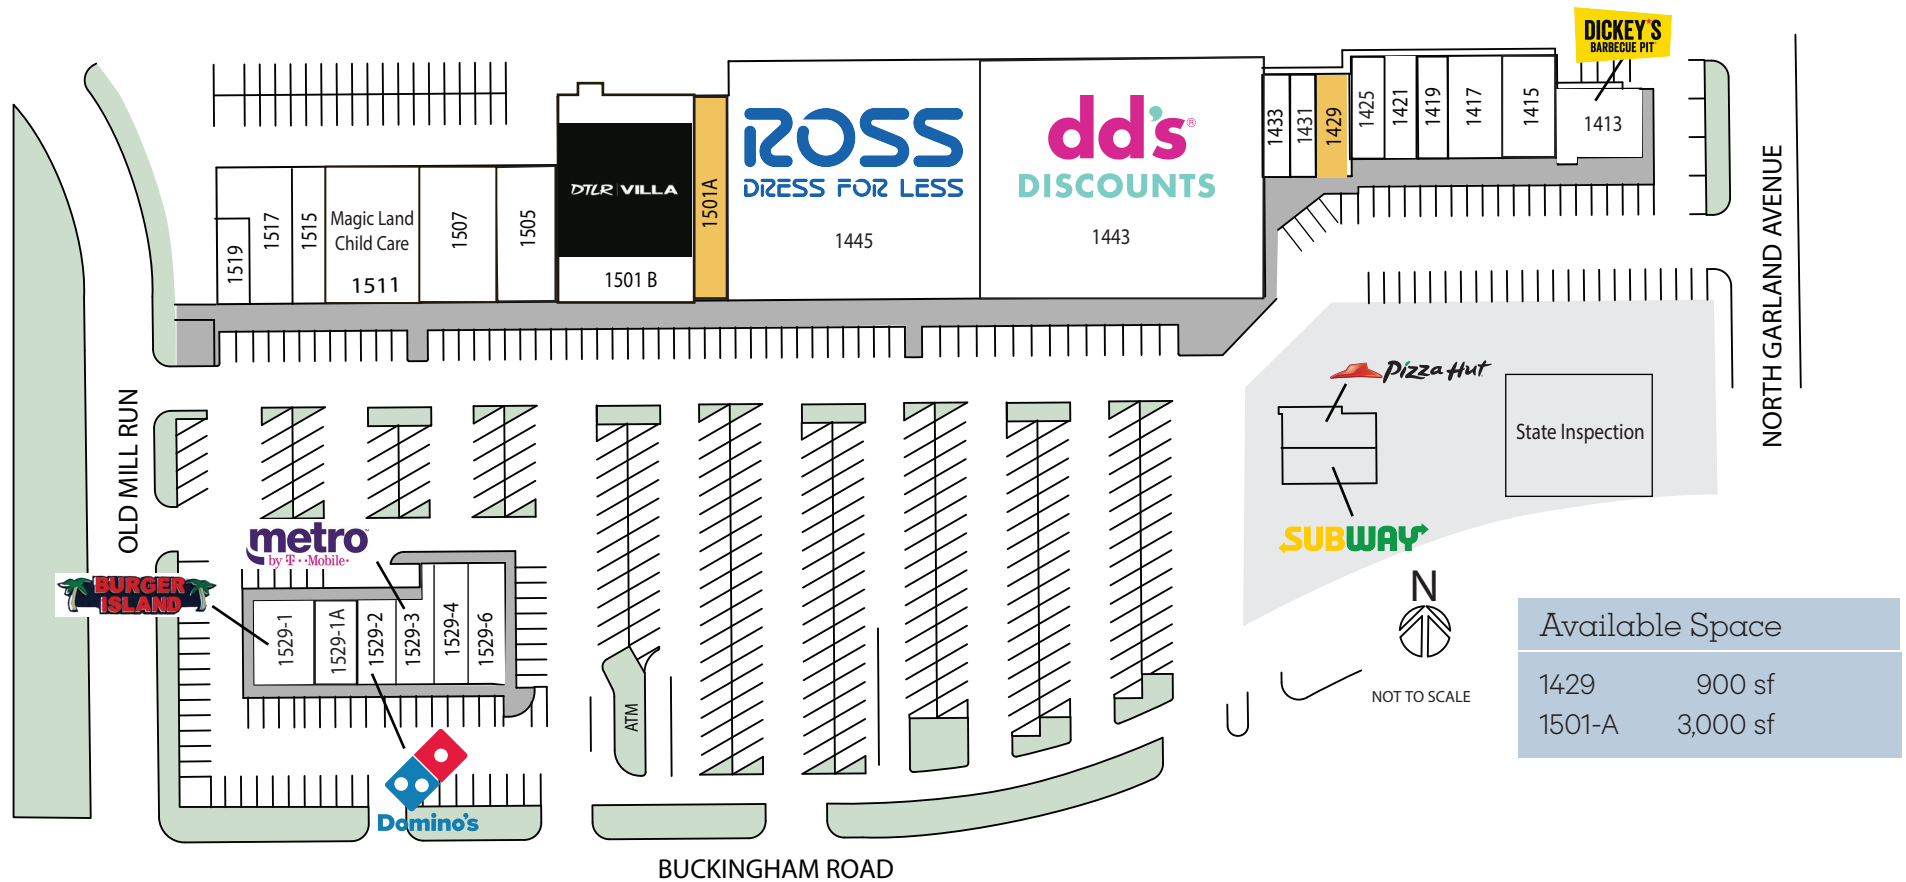 DICKEY'S
BARBECUE PIT
1413
1415
1417
1419
1421
1425
1429
1431
1433
dd's®
DISCOUNTS
1443
ROSS
DRESS FOR LESS
1445
1501A
DTLR VILLA
1501 B
1505
1507
Magic Land
Child Care
1511
1515
1517
1519
NORTH GARLAND AVENUE
OLD MILL RUN
Pizza Hut
State Inspection
SUBWAY
metro
by T-Mobile
BURGER
ISLAND
1529-1
1529-1A
1529-2
1529-3
1529-4
1529-6
ATM
Domino's
N
NOT TO SCALE
Available Space
1429 900 sf
1501-A 3,000 sf
BUCKINGHAM ROAD